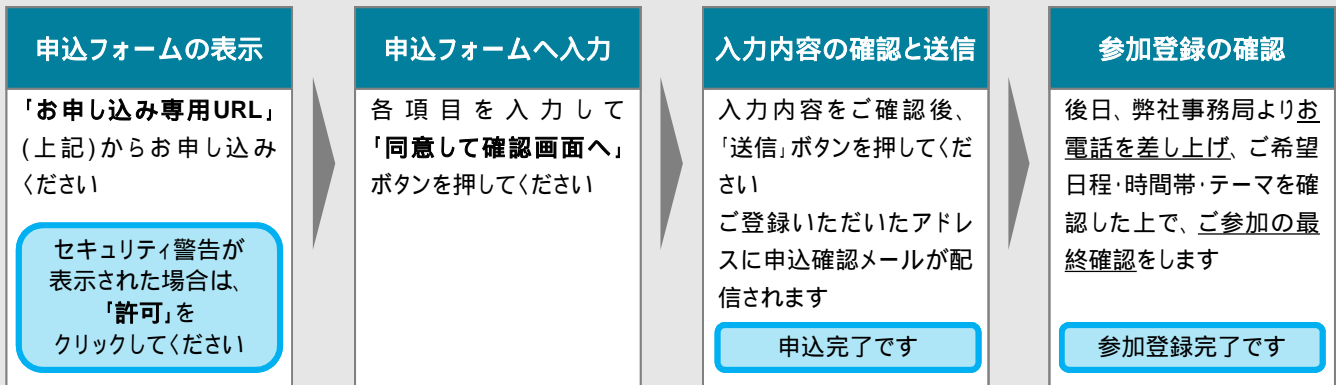 申込フォームの表示
「お申し込み専用URL」
(上記)からお申し込み
ください
セキュリティ警告が
表示された場合は、
「許可」を
クリックしてください
申込フォームへ入力
各項目を入力して
「同意して確認画面へ」
ボタンを押してください
入力内容の確認と送信
入力内容をご確認後、
「送信」ボタンを押してくだ
さい
ご登録いただいたアドレ
スに申込確認メールが配
信されます
申込完了です
参加登録の確認
後日、弊社事務局よりお
電話を差し上げ、ご希望
日程・時間帯・テーマを確
認した上で、ご参加の最
終確認をします
参加登録完了です